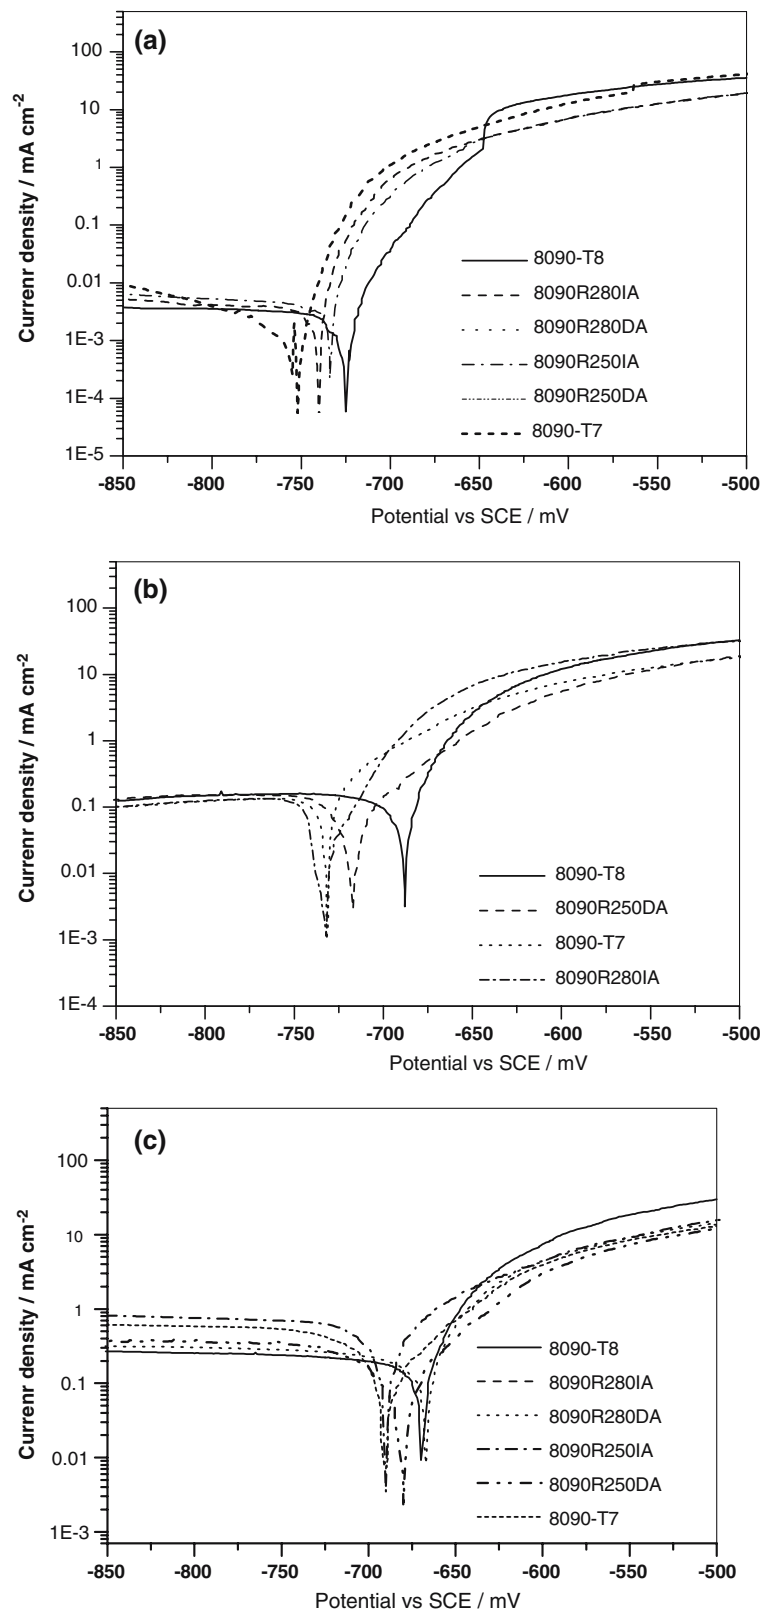 (a)
Currenr density / mA cm-2
100
10
1
0.1
0.01
1E-3
1E-4
1E-5
8090-T8
8090R280IA
8090R280DA
8090R250IA
8090R250DA
8090-T7
-850 -800 -750 -700 -650 -600 -550 -500
Potential vs SCE / mV
(b)
Currenr density / mA cm-2
100
10
1
0.1
0.01
1E-3
1E-4
8090-T8
8090R250DA
8090-T7
8090R280IA
-850 -800 -750 -700 -650 -600 -550 -500
Potential vs SCE / mV
(c)
Currenr density / mA cm-2
100
10
1
0.1
0.01
1E-3
8090-T8
8090R280IA
8090R280DA
8090R250IA
8090R250DA
8090-T7
-850 -800 -750 -700 -650 -600 -550 -500
Potential vs SCE / mV